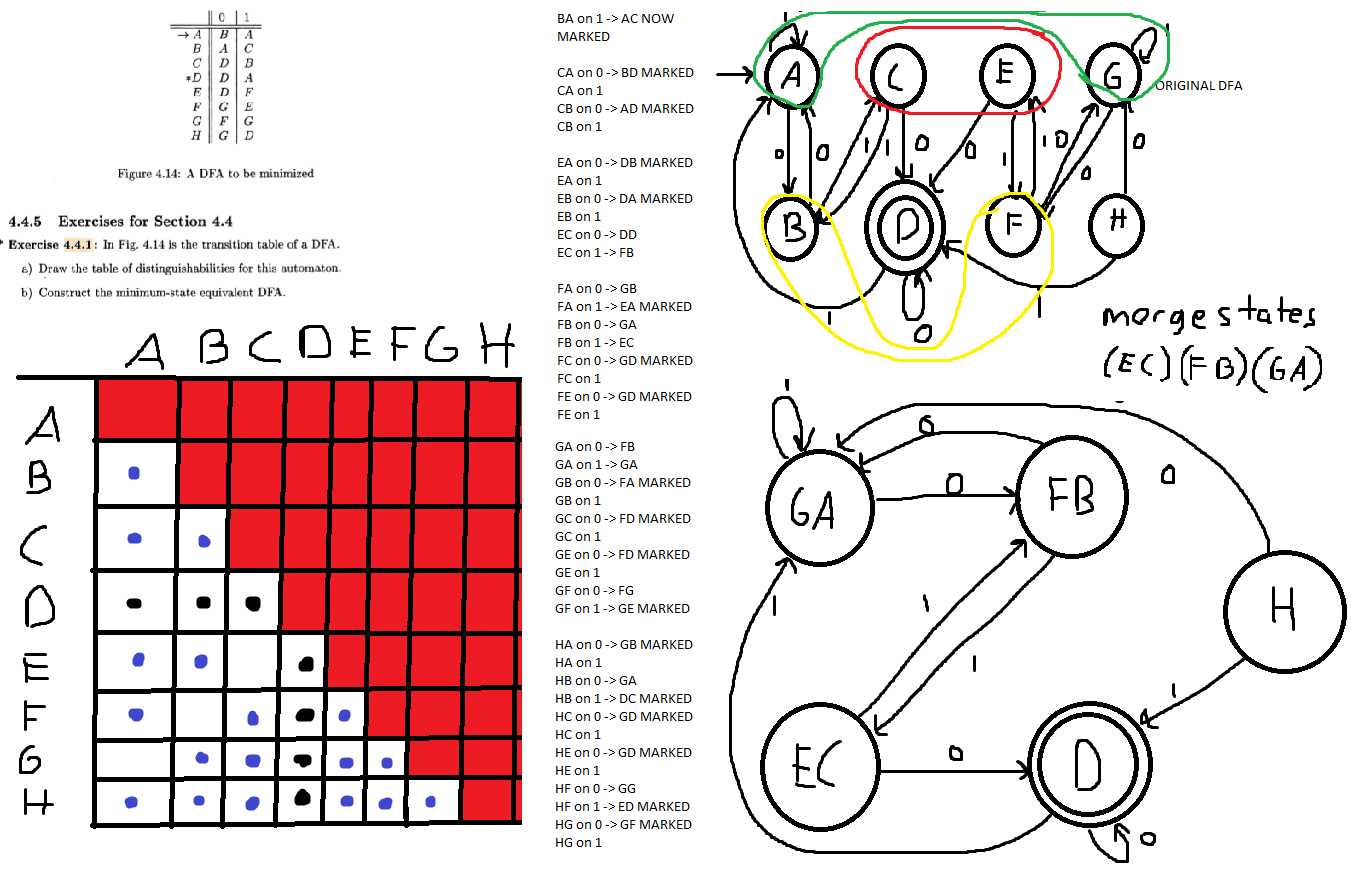 0 1
→A B A
B A C
C D B
*D D A
E D F
F G E
G F G
H G D
Figure 4.14: A DFA to be minimized
4.4.5 Exercises for Section 4.4
* Exercise 4.4.1: In Fig. 4.14 is the transition table of a DFA.
a) Draw the table of distinguishabilities for this automaton.
b) Construct the minimum-state equivalent DFA.
A B C D E F G H
A
B
C
D
E
F
G
H
BA on 1 -> AC NOW
MARKED
CA on 0 -> BD MARKED
CA on 1
CB on 0 -> AD MARKED
CB on 1
EA on 0 -> DB MARKED
EA on 1
EB on 0 -> DA MARKED
EB on 1
EC on 0 -> DD
EC on 1 -> FB
FA on 0 -> GB
FA on 1 -> EA MARKED
FB on 0 -> GA
FB on 1 -> EC
FC on 0 -> GD MARKED
FC on 1
FE on 0 -> GD MARKED
FE on 1
GA on 0 -> FB
GA on 1 -> GA
GB on 0 -> FA MARKED
GB on 1
GC on 0 -> FD MARKED
GC on 1
GE on 0 -> FD MARKED
GE on 1
GF on 0 -> FG
GF on 1 -> GE MARKED
HA on 0 -> GB MARKED
HA on 1
HB on 0 -> GA
HB on 1 -> DC MARKED
HC on 0 -> GD MARKED
HC on 1
HE on 0 -> GD MARKED
HE on 1
HF on 0 -> GG
HF on 1 -> ED MARKED
HG on 0 -> GF MARKED
HG on 1
1
A C E G 1
ORIGINAL DFA
0 0 1 1 0 0 1 1 0 0 0
B D F H
1 0 1
morge states
(EC)(FB)(GA)
1
0
GA 0 FB 0
1 1 1 H
1
EC 0 D
0